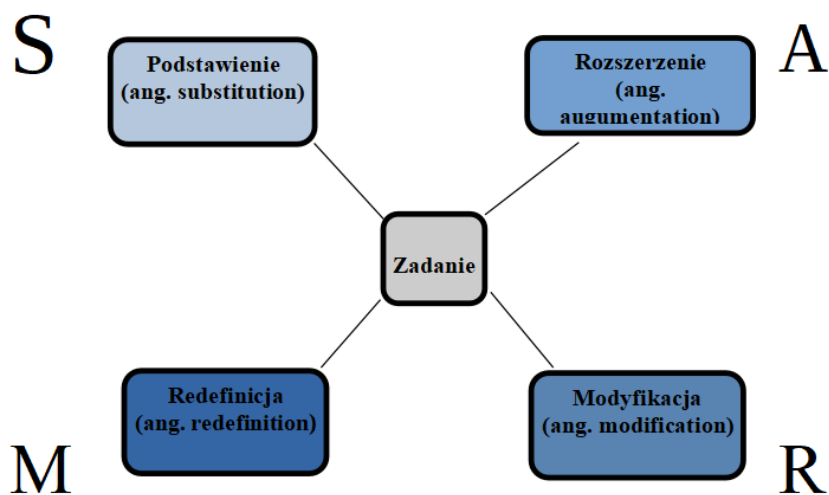 S
Podstawienie
(ang. substitution)
Rozszerzenie
(ang.
augumentation)
A
Zadanie
Redefinicja
(ang. redefinition)
Modyfikacja
(ang. modification)
M
R